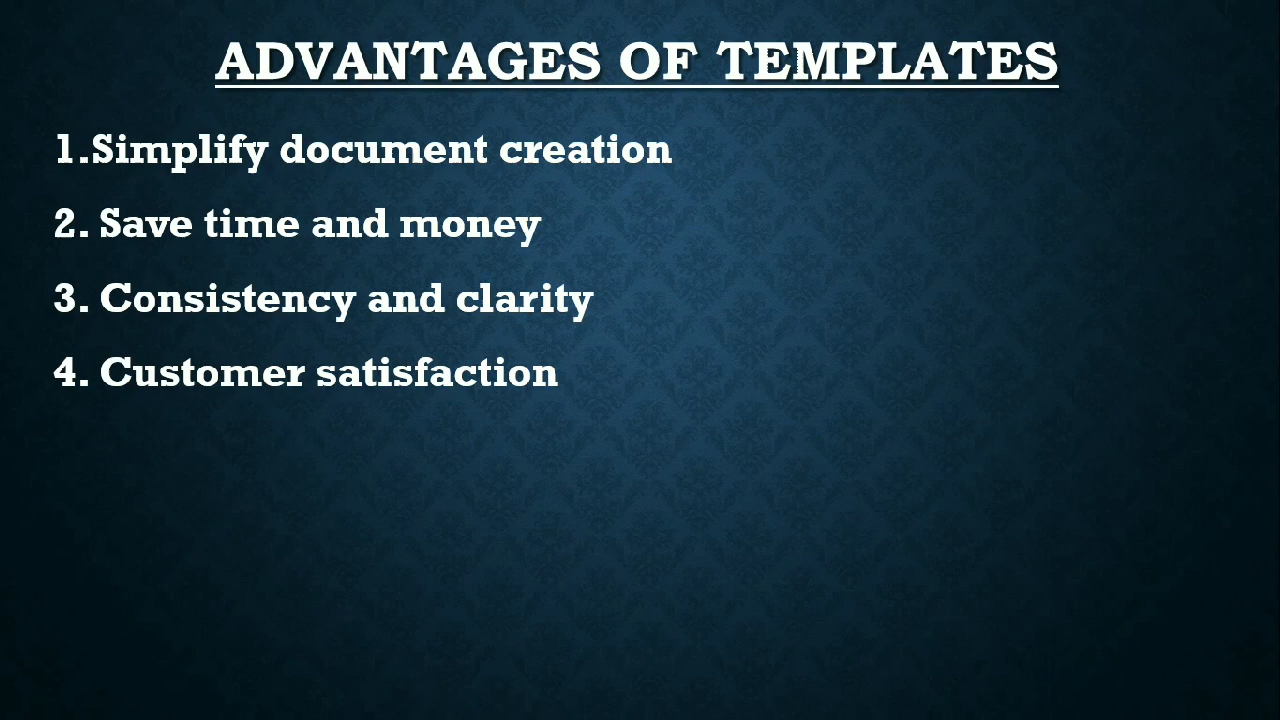 ADVANTAGES OF TEMPLATES
1.Simplify document creation
2. Save time and money
3. Consistency and clarity
4. Customer satisfaction